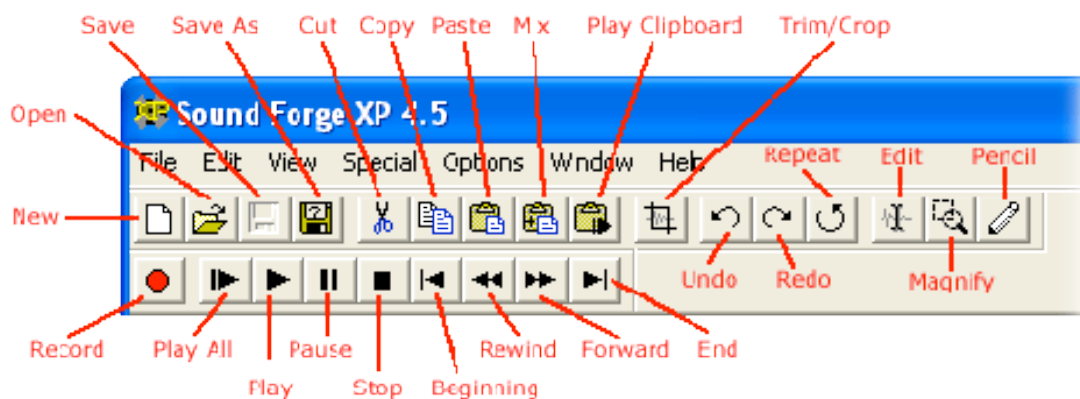 Save Save As Cut Copy Paste Mix Play Clipboard Trim/Crop
Open
Sound Forge XP 4.5
File Edit View Special Options Window Help
Repeat Edit Pencil
New
Undo Redo Magnify
Record Play All Pause Rewind Forward End
Play Stop Beginning